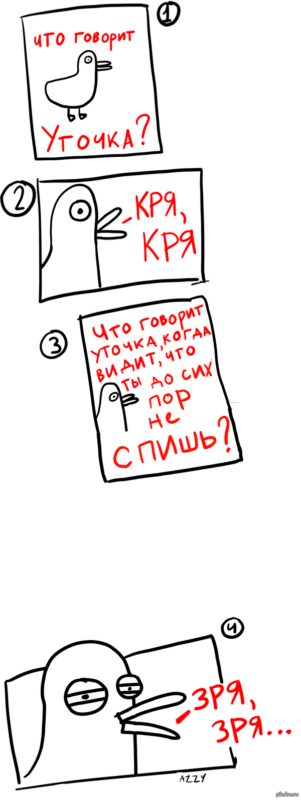 1
что говорит
Уточка?
2
- КРЯ,
КРЯ
3
Что говорит
уточка, когда
видит, что
ты до сих
пор
не
спишь?
4
- ЗРЯ,
ЗРЯ...
AZZY
pikabu.ru